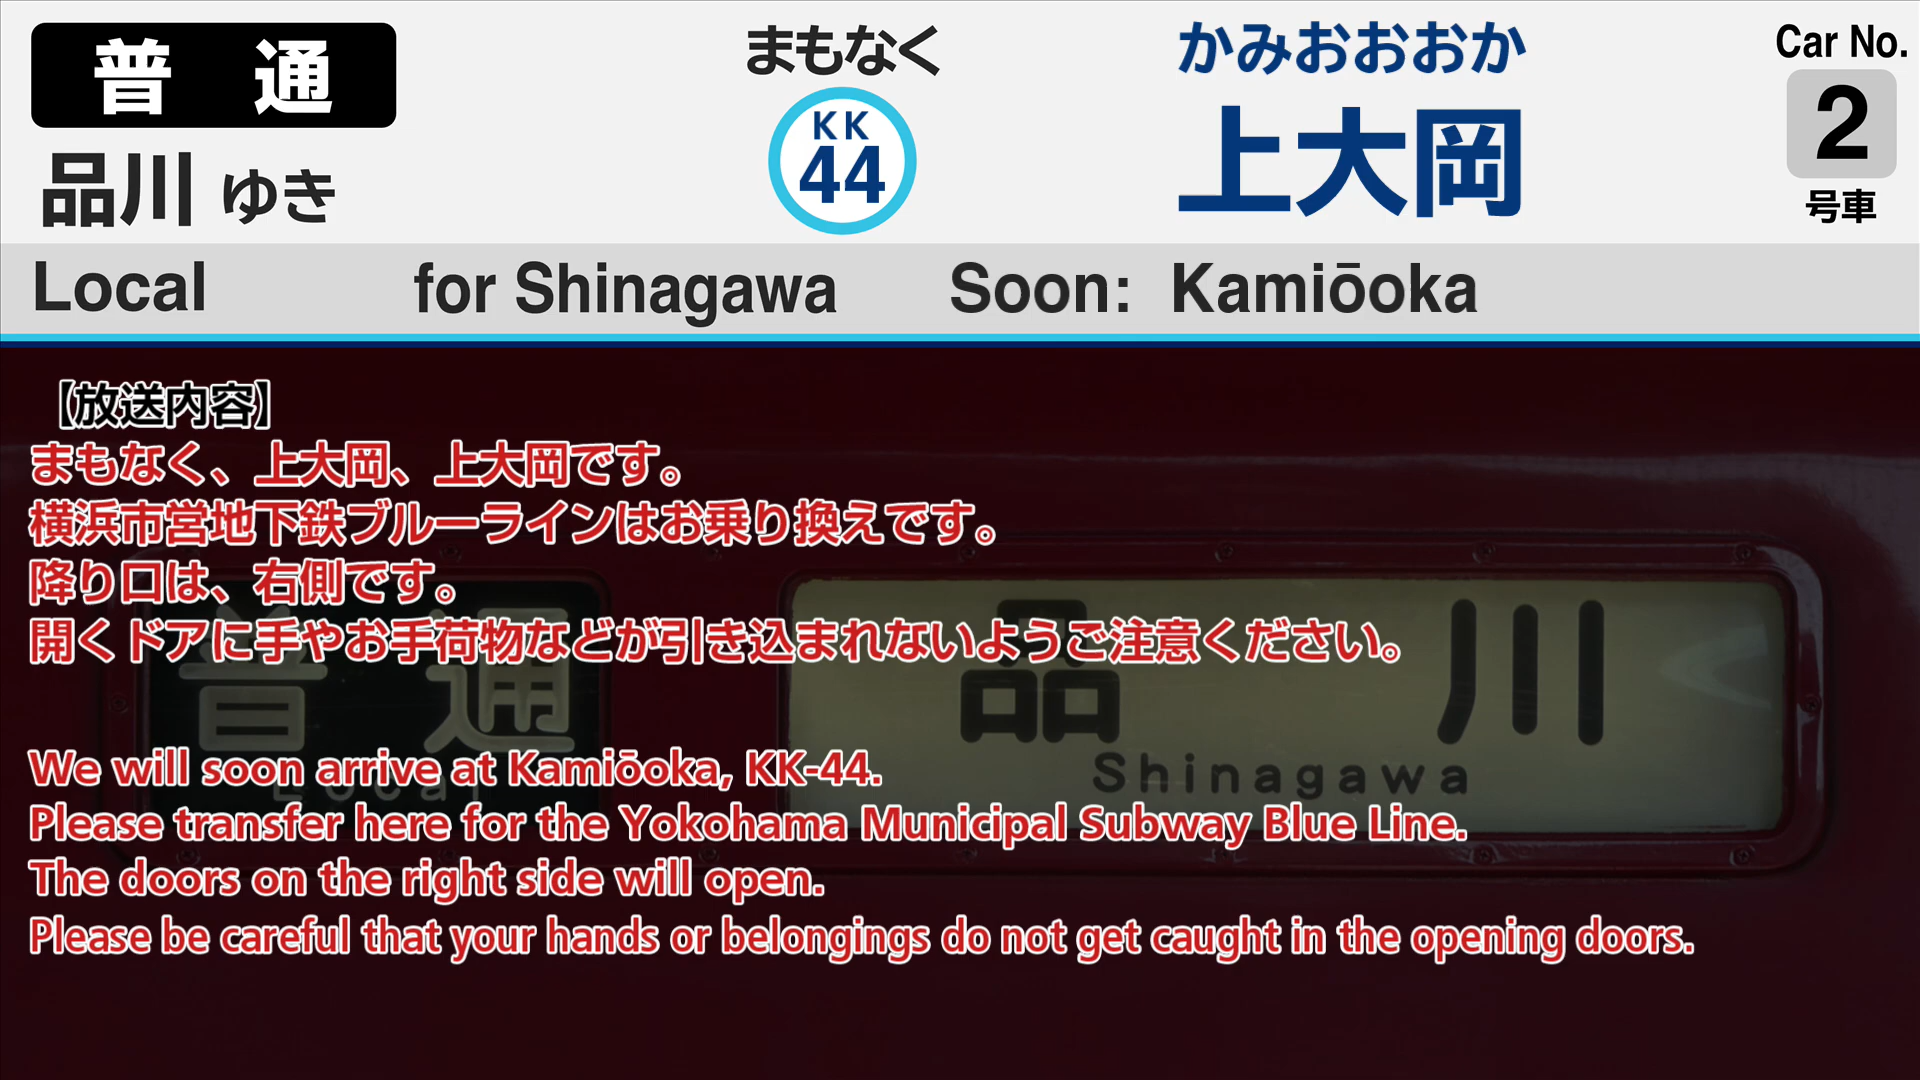 普通
品川 ゆき
まもなく
KK
44
かみおおおか
上大岡
Car No.
2
号車
Local for Shinagawa Soon: Kamiōoka
【放送内容】
まもなく、上大岡、上大岡です。
横浜市営地下鉄ブルーラインはお乗り換えです。
降り口は、右側です。
開くドアに手やお手荷物などが引き込まれないようご注意ください。
普通
Local
品川
Shinagawa
We will soon arrive at Kamiōoka, KK-44.
Please transfer here for the Yokohama Municipal Subway Blue Line.
The doors on the right side will open.
Please be careful that your hands or belongings do not get caught in the opening doors.